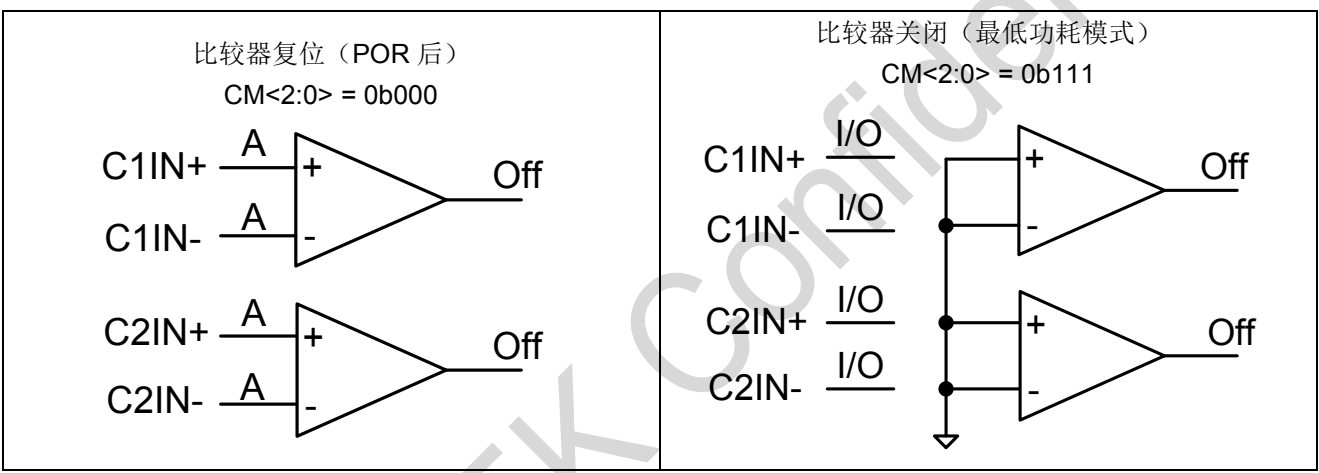 比较器复位（POR 后）
CM<2:0> = 0b000
C1IN+ A + Off
C1IN- A -
C2IN+ A + Off
C2IN- A -
比较器关闭（最低功耗模式）
CM<2:0> = 0b111
C1IN+ I/O + Off
C1IN- I/O -
C2IN+ I/O + Off
C2IN- I/O -